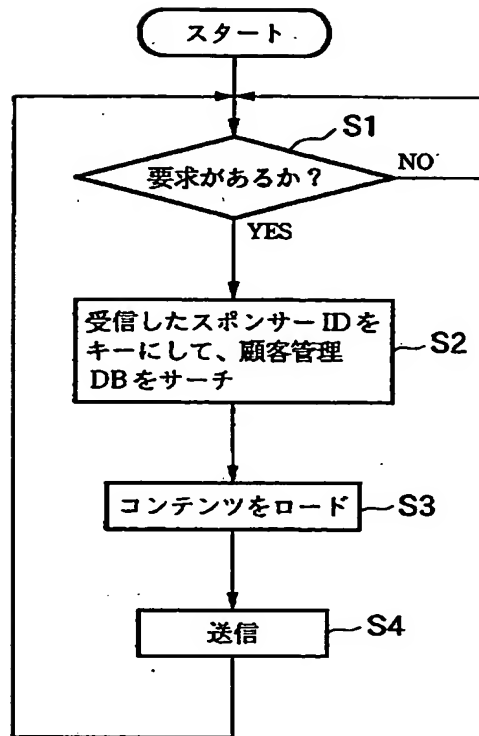 スタート
S1
要求があるか?
NO
YES
受信したスポンサーIDを
キーにして、顧客管理
DBをサーチ
S2
コンテンツをロード
S3
送信
S4